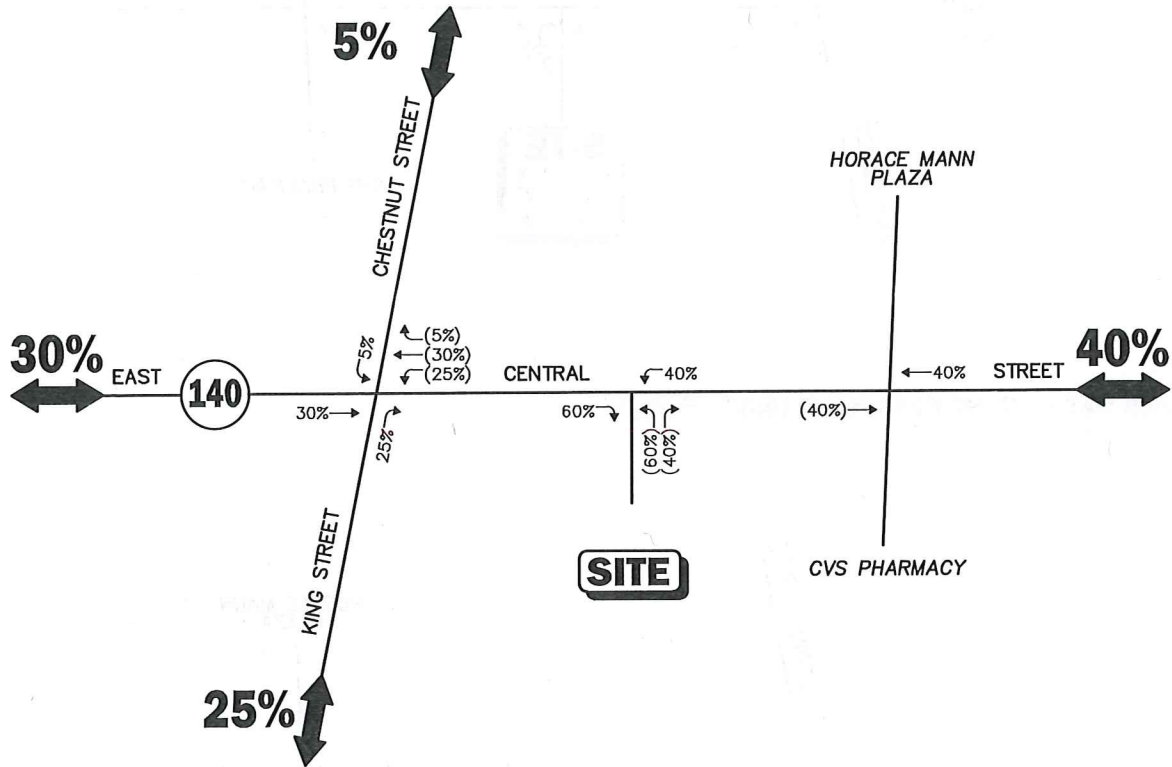 5%
CHESTNUT STREET
HORACE MANN
PLAZA
30%
EAST
140
5%
(5%)
(30%)
(25%)
CENTRAL
40%
40%
STREET
40%
30%
25%
60%
(60%)
(40%)
(40%)
KING STREET
SITE
CVS PHARMACY
25%